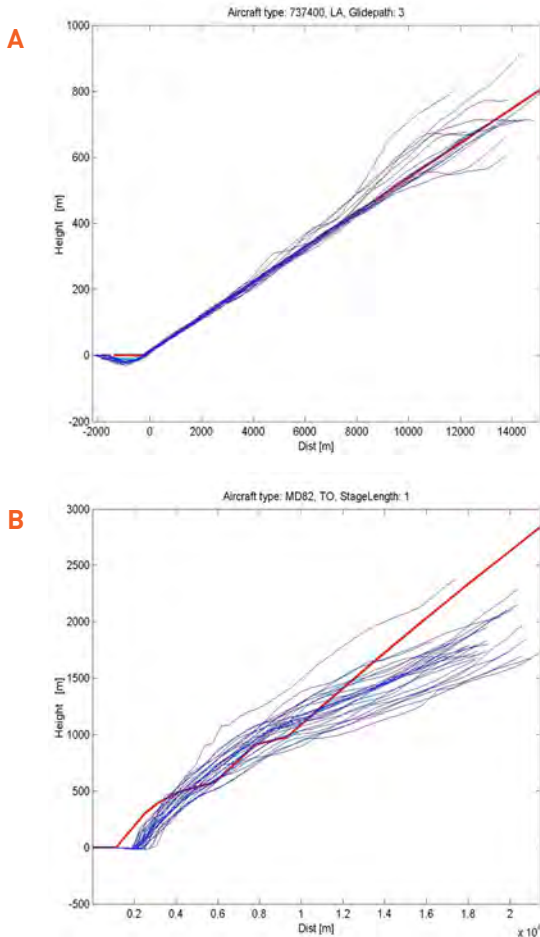 A
Aircraft type: 737400, LA, Glidepath: 3
1000
800
600
400
200
0
-200
Height [m]
-2000 0 2000 4000 6000 8000 10000 12000 14000
Dist [m]
B
Aircraft type: MD82, TO, StageLength: 1
3000
2500
2000
1500
1000
500
0
-500
Height [m]
0.2 0.4 0.6 0.8 1 1.2 1.4 1.6 1.8 2
Dist [m]